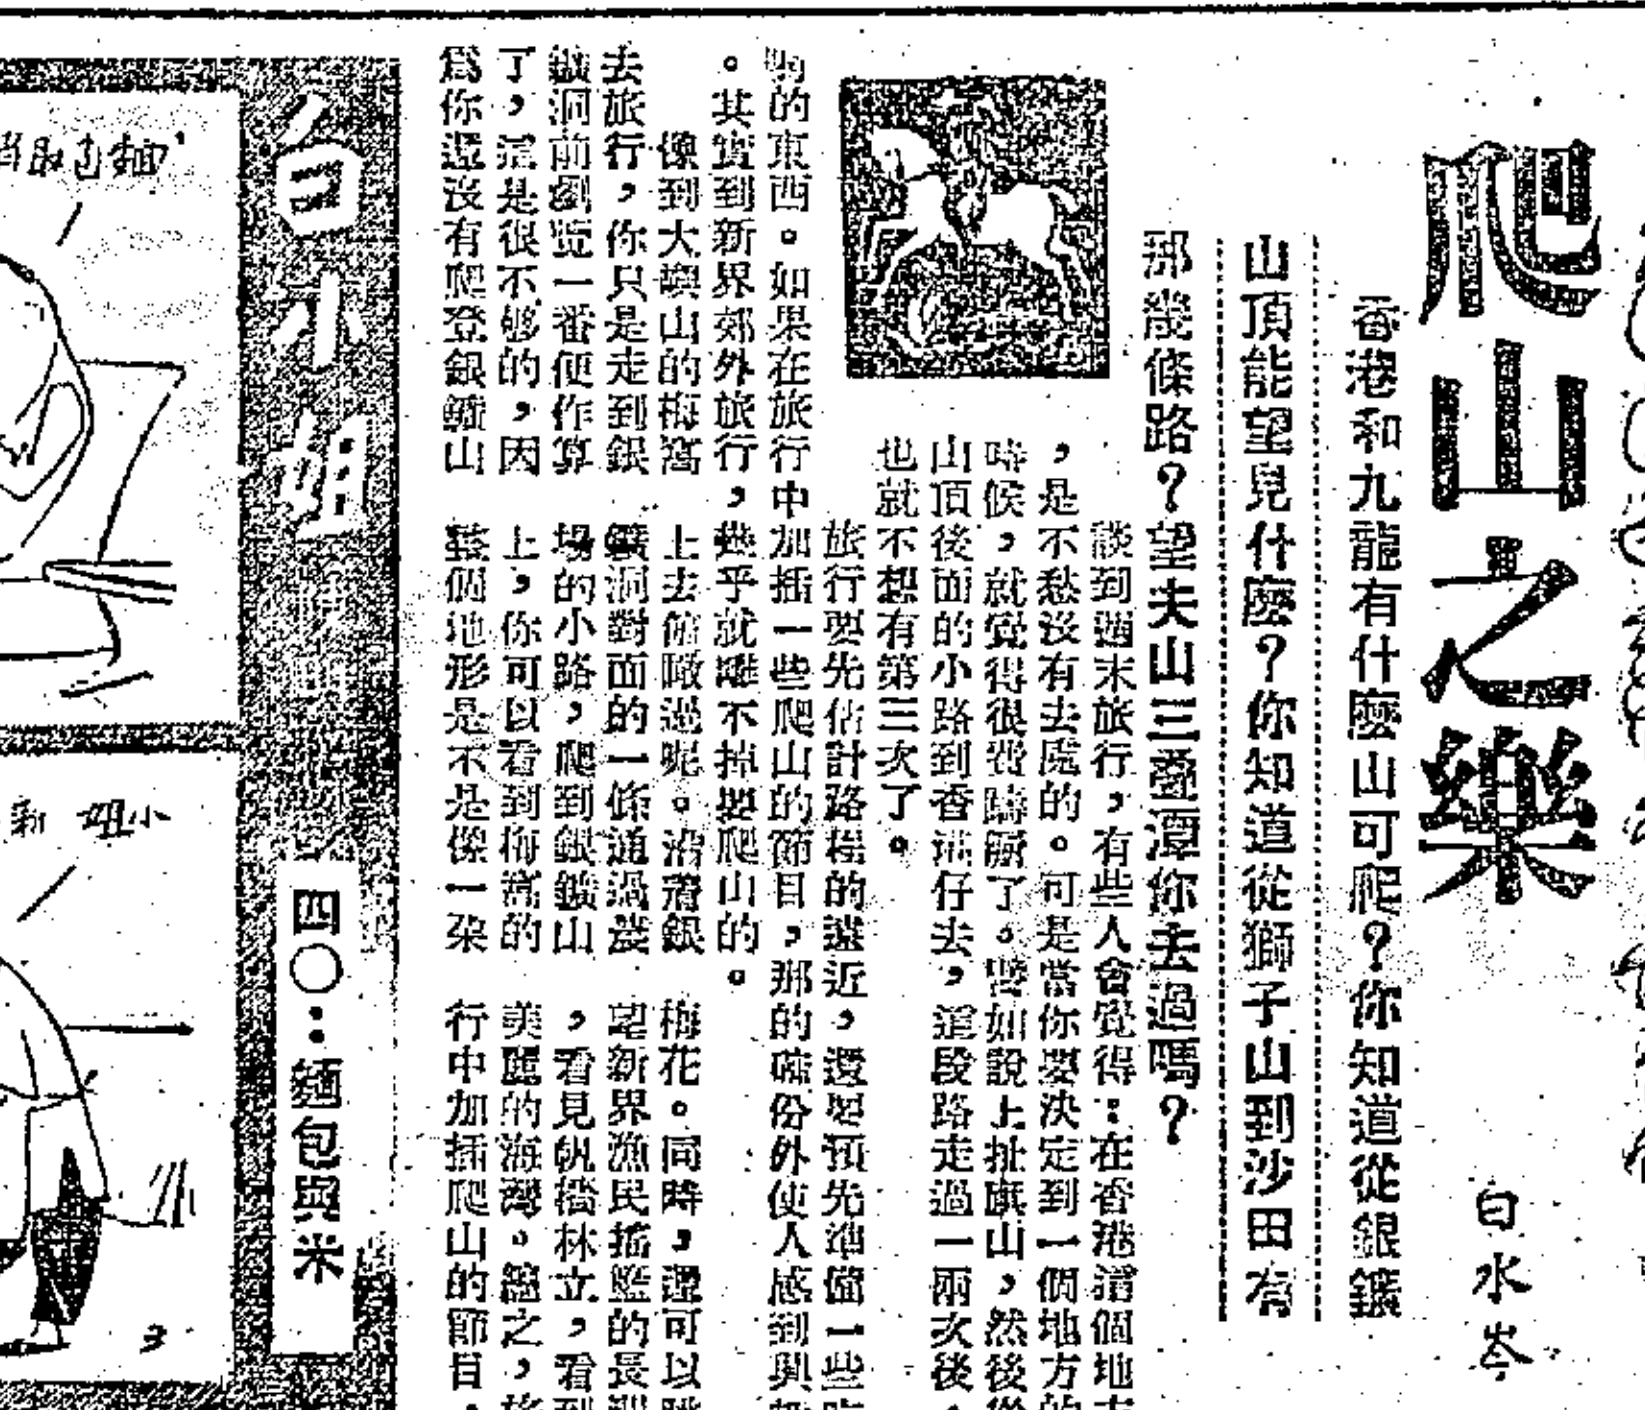 爬山之樂
白水岑
香港和九龍有什麼山可爬？你知道從銀鑛
山頂能望見什麼？你知道從獅子山到沙田有
那幾條路？望夫山三疊潭你去過嗎？
談到週末旅行，有些人會覺得：在香港這個地方
，是不愁沒有去處的。可是當你要決定到一個地方的
時候，就覺得很費躊躇了。譬如說上扯旗山，然後從
山頂後面的小路到香港仔去，這段路走過一兩次後，
也就不想有第三次了。
旅行要先估計路程的遠近，還要預先準備一些吃
喝的東西。如果在旅行中加插一些爬山的節目，那的確份外使人感到興趣
。其實到新界郊外旅行，幾乎就離不掉要爬山的。
像到大嶼山的梅窩
去旅行，你只是走到銀
鑛洞前瀏覽一番便作算
了，這是很不够的，因
爲你還沒有爬登銀鑛山
上去俯瞰過呢。沿着銀
鑛洞對面的一條通過農
場的小路，爬到銀鑛山
上，你可以看到梅窩的
整個地形是不是像一朶
梅花。同時，還可以眺
望新界漁民搖籃的長洲
，看見帆檣林立，看到
美麗的海灣。總之，旅
行中加插爬山的節目，
白小姐
四〇：麵包與米
小姐